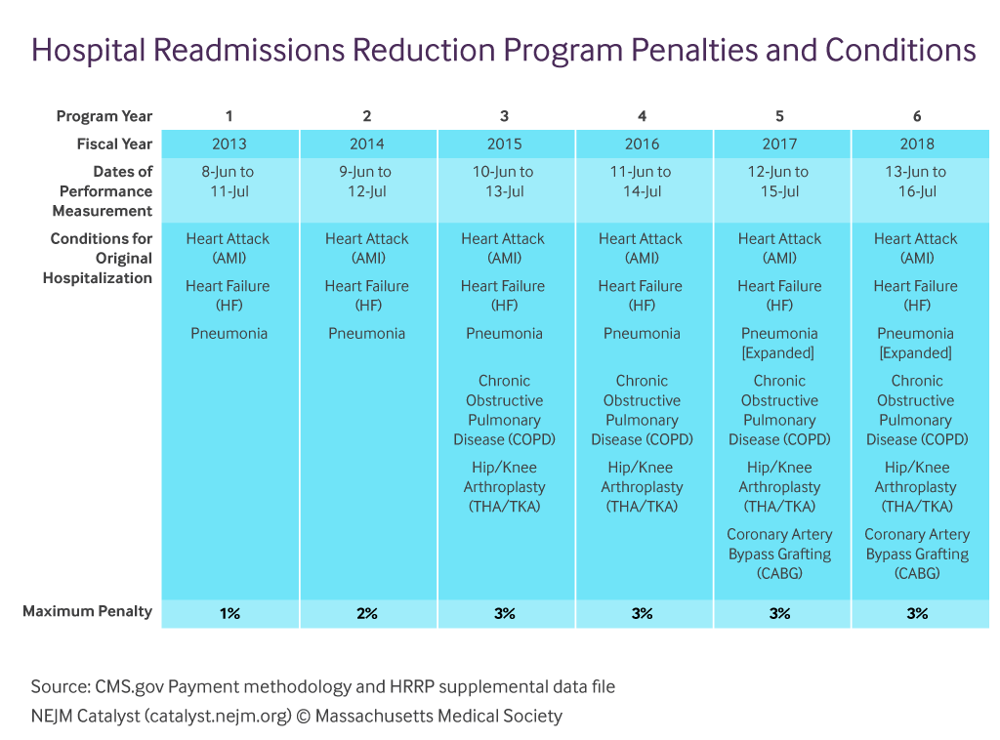 Hospital Readmissions Reduction Program Penalties and Conditions
Program Year 1 2 3 4 5 6
Fiscal Year 2013 2014 2015 2016 2017 2018
Dates of 8-Jun to 9-Jun to 10-Jun to 11-Jun to 12-Jun to 13-Jun to
Performance 11-Jul 12-Jul 13-Jul 14-Jul 15-Jul 16-Jul
Measurement
Conditions for Heart Attack Heart Attack Heart Attack Heart Attack Heart Attack Heart Attack
Original (AMI) (AMI) (AMI) (AMI) (AMI) (AMI)
Hospitalization
Heart Failure Heart Failure Heart Failure Heart Failure Heart Failure Heart Failure
(HF) (HF) (HF) (HF) (HF) (HF)
Pneumonia Pneumonia Pneumonia Pneumonia Pneumonia Pneumonia
[Expanded] [Expanded]
Chronic Chronic Chronic Chronic
Obstructive Obstructive Obstructive Obstructive
Pulmonary Pulmonary Pulmonary Pulmonary
Disease (COPD) Disease (COPD) Disease (COPD) Disease (COPD)
Hip/Knee Hip/Knee Hip/Knee Hip/Knee
Arthroplasty Arthroplasty Arthroplasty Arthroplasty
(THA/TKA) (THA/TKA) (THA/TKA) (THA/TKA)
Coronary Artery Coronary Artery
Bypass Grafting Bypass Grafting
(CABG) (CABG)
Maximum Penalty 1% 2% 3% 3% 3% 3%
Source: CMS.gov Payment methodology and HRRP supplemental data file
NEJM Catalyst (catalyst.nejm.org) © Massachusetts Medical Society